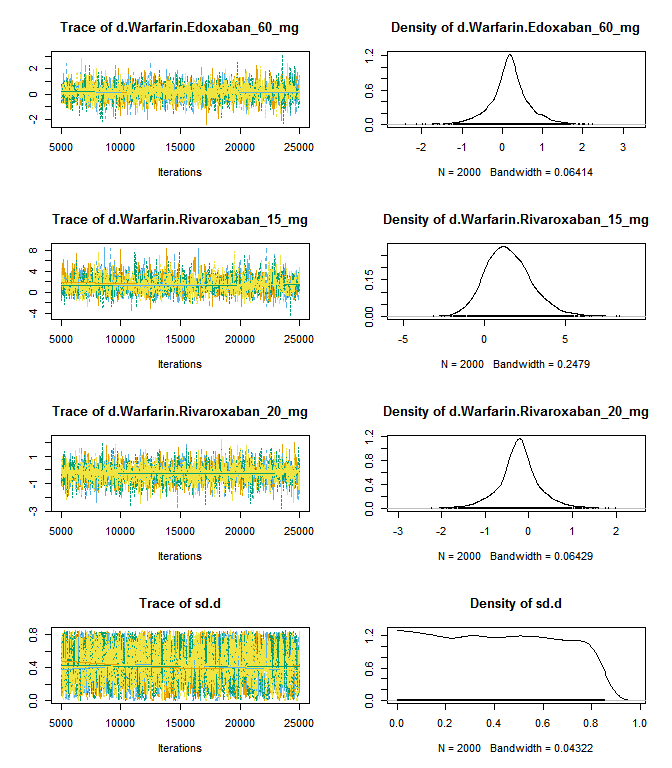 Trace of d.Warfarin.Edoxaban_60_mg
2
0
-2
5000 10000 15000 20000 25000
Iterations
Density of d.Warfarin.Edoxaban_60_mg
1.2
0.6
0.0
-2 -1 0 1 2 3
N = 2000 Bandwidth = 0.06414
Trace of d.Warfarin.Rivaroxaban_15_mg
8
4
0
-4
5000 10000 15000 20000 25000
Iterations
Density of d.Warfarin.Rivaroxaban_15_mg
0.15
0.00
-5 0 5
N = 2000 Bandwidth = 0.2479
Trace of d.Warfarin.Rivaroxaban_20_mg
1
-1
-3
5000 10000 15000 20000 25000
Iterations
Density of d.Warfarin.Rivaroxaban_20_mg
1.2
0.8
0.4
0.0
-3 -2 -1 0 1 2
N = 2000 Bandwidth = 0.06429
Trace of sd.d
0.8
0.4
0.0
5000 10000 15000 20000 25000
Iterations
Density of sd.d
1.2
0.6
0.0
0.0 0.2 0.4 0.6 0.8 1.0
N = 2000 Bandwidth = 0.04322